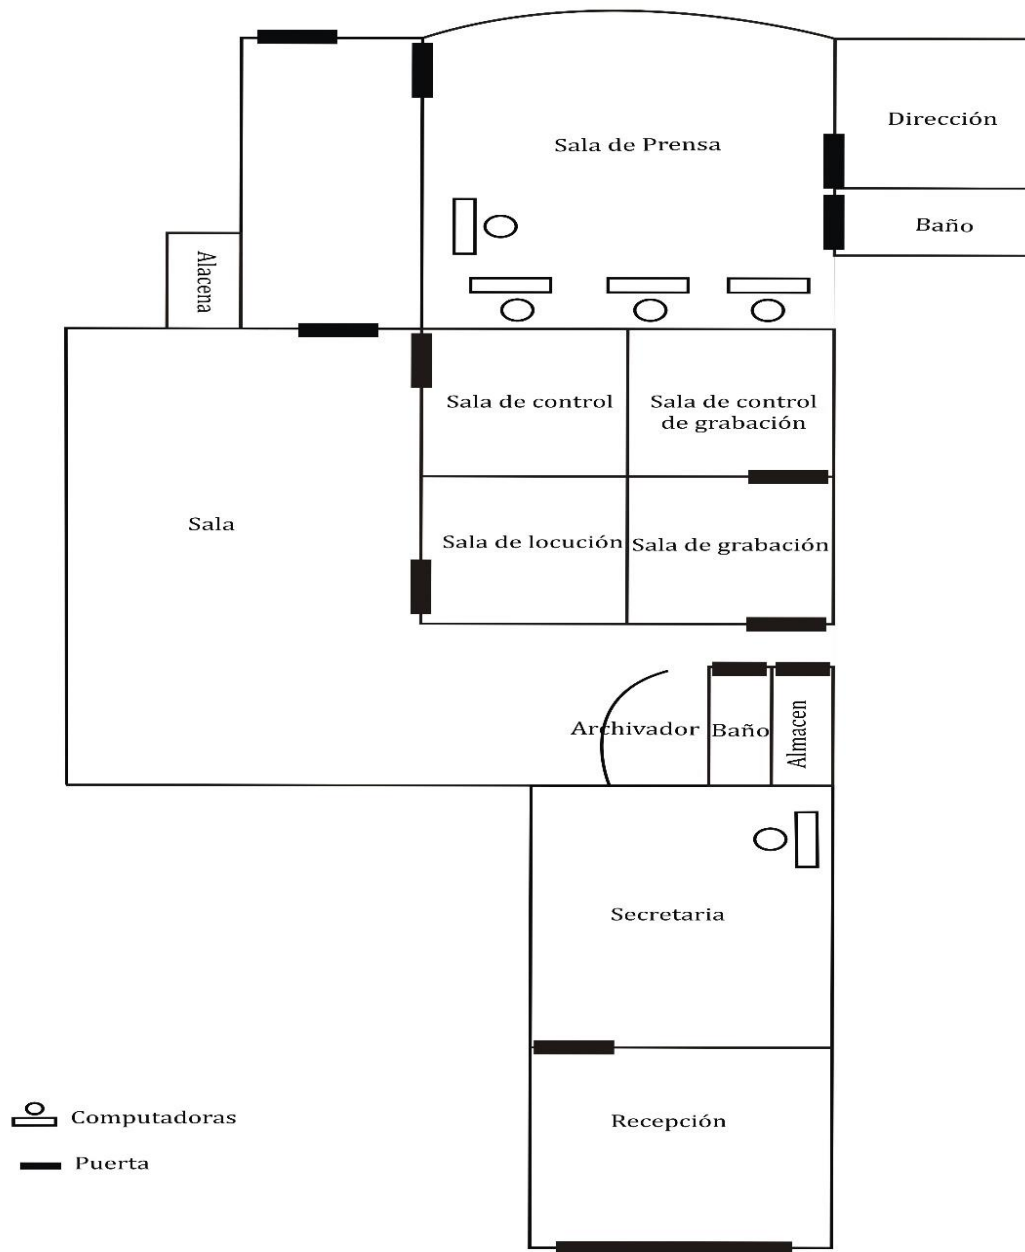 Dirección
Sala de Prensa
Baño
Alacena
Sala de control
Sala de control
de grabación
Sala
Sala de locución
Sala de grabación
Archivador
Baño
Almacen
Secretaria
Recepción
Computadoras
Puerta